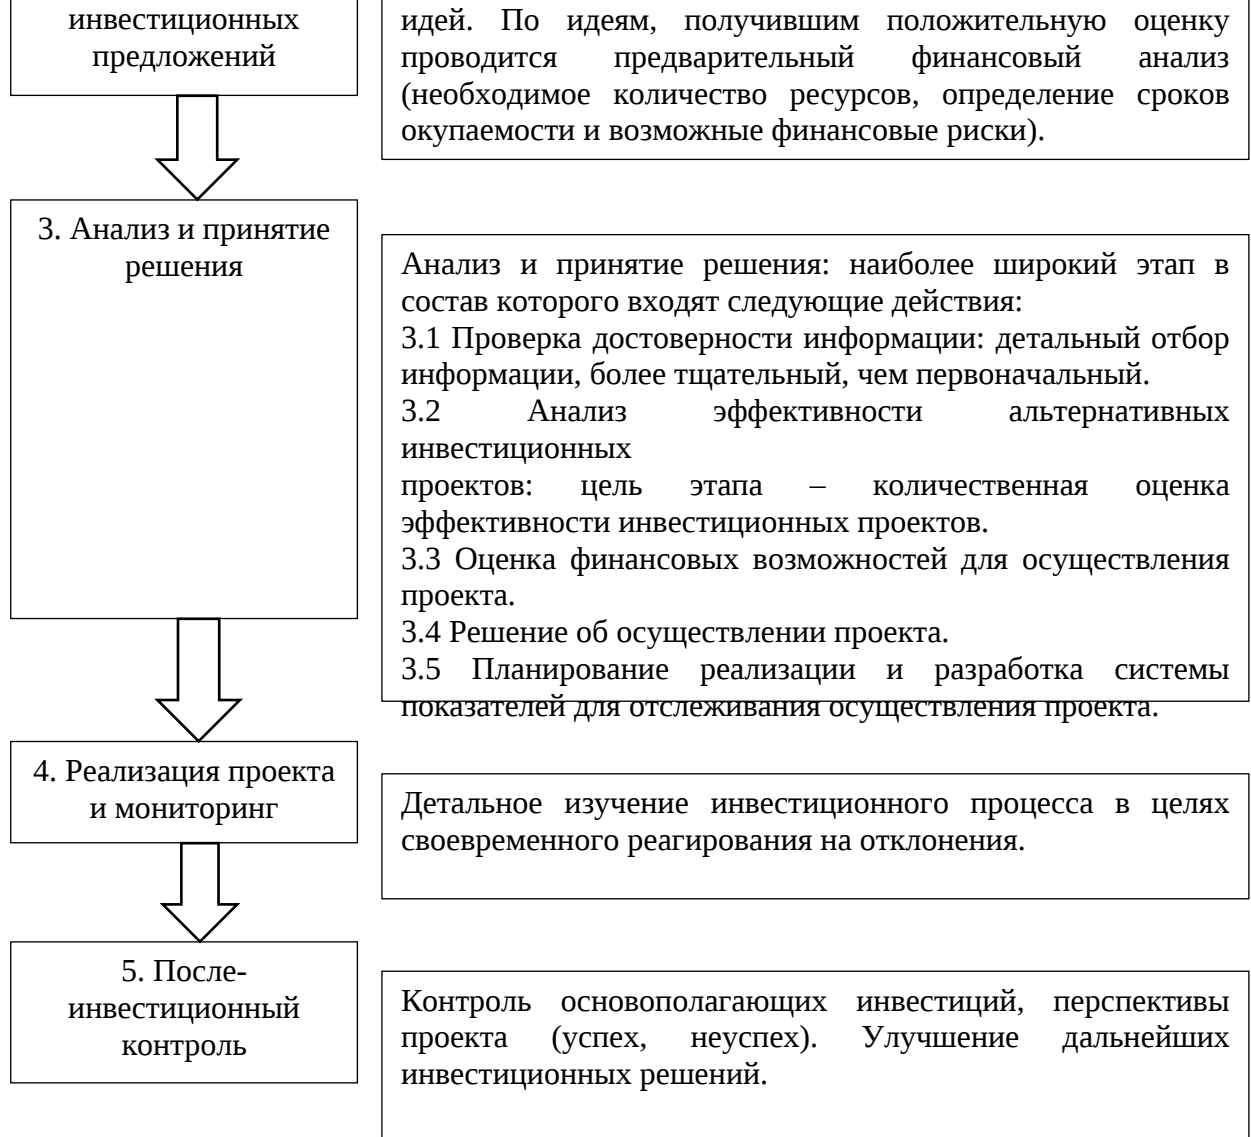 инвестиционных
предложений
идей. По идеям, получившим положительную оценку
проводится предварительный финансовый анализ
(необходимое количество ресурсов, определение сроков
окупаемости и возможные финансовые риски).
3. Анализ и принятие
решения
Анализ и принятие решения: наиболее широкий этап в
состав которого входят следующие действия:
3.1 Проверка достоверности информации: детальный отбор
информации, более тщательный, чем первоначальный.
3.2 Анализ эффективности альтернативных
инвестиционных
проектов: цель этапа – количественная оценка
эффективности инвестиционных проектов.
3.3 Оценка финансовых возможностей для осуществления
проекта.
3.4 Решение об осуществлении проекта.
3.5 Планирование реализации и разработка системы
показателей для отслеживания осуществления проекта.
4. Реализация проекта
и мониторинг
Детальное изучение инвестиционного процесса в целях
своевременного реагирования на отклонения.
5. После-
инвестиционный
контроль
Контроль основополагающих инвестиций, перспективы
проекта (успех, неуспех). Улучшение дальнейших
инвестиционных решений.